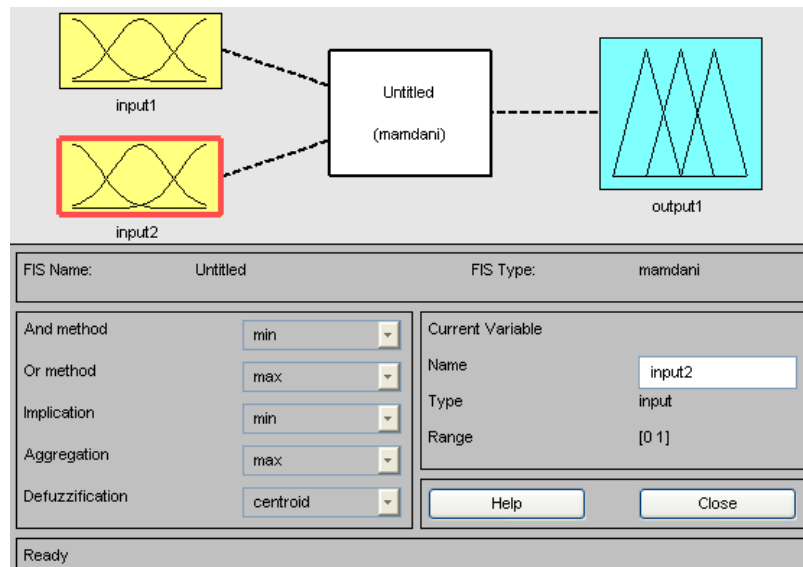 input1
Untitled
(mamdani)
output1
input2
FIS Name: Untitled FIS Type: mamdani
And method min
Or method max
Implication min
Aggregation max
Defuzzification centroid
Current Variable
Name input2
Type input
Range [0 1]
Help Close
Ready